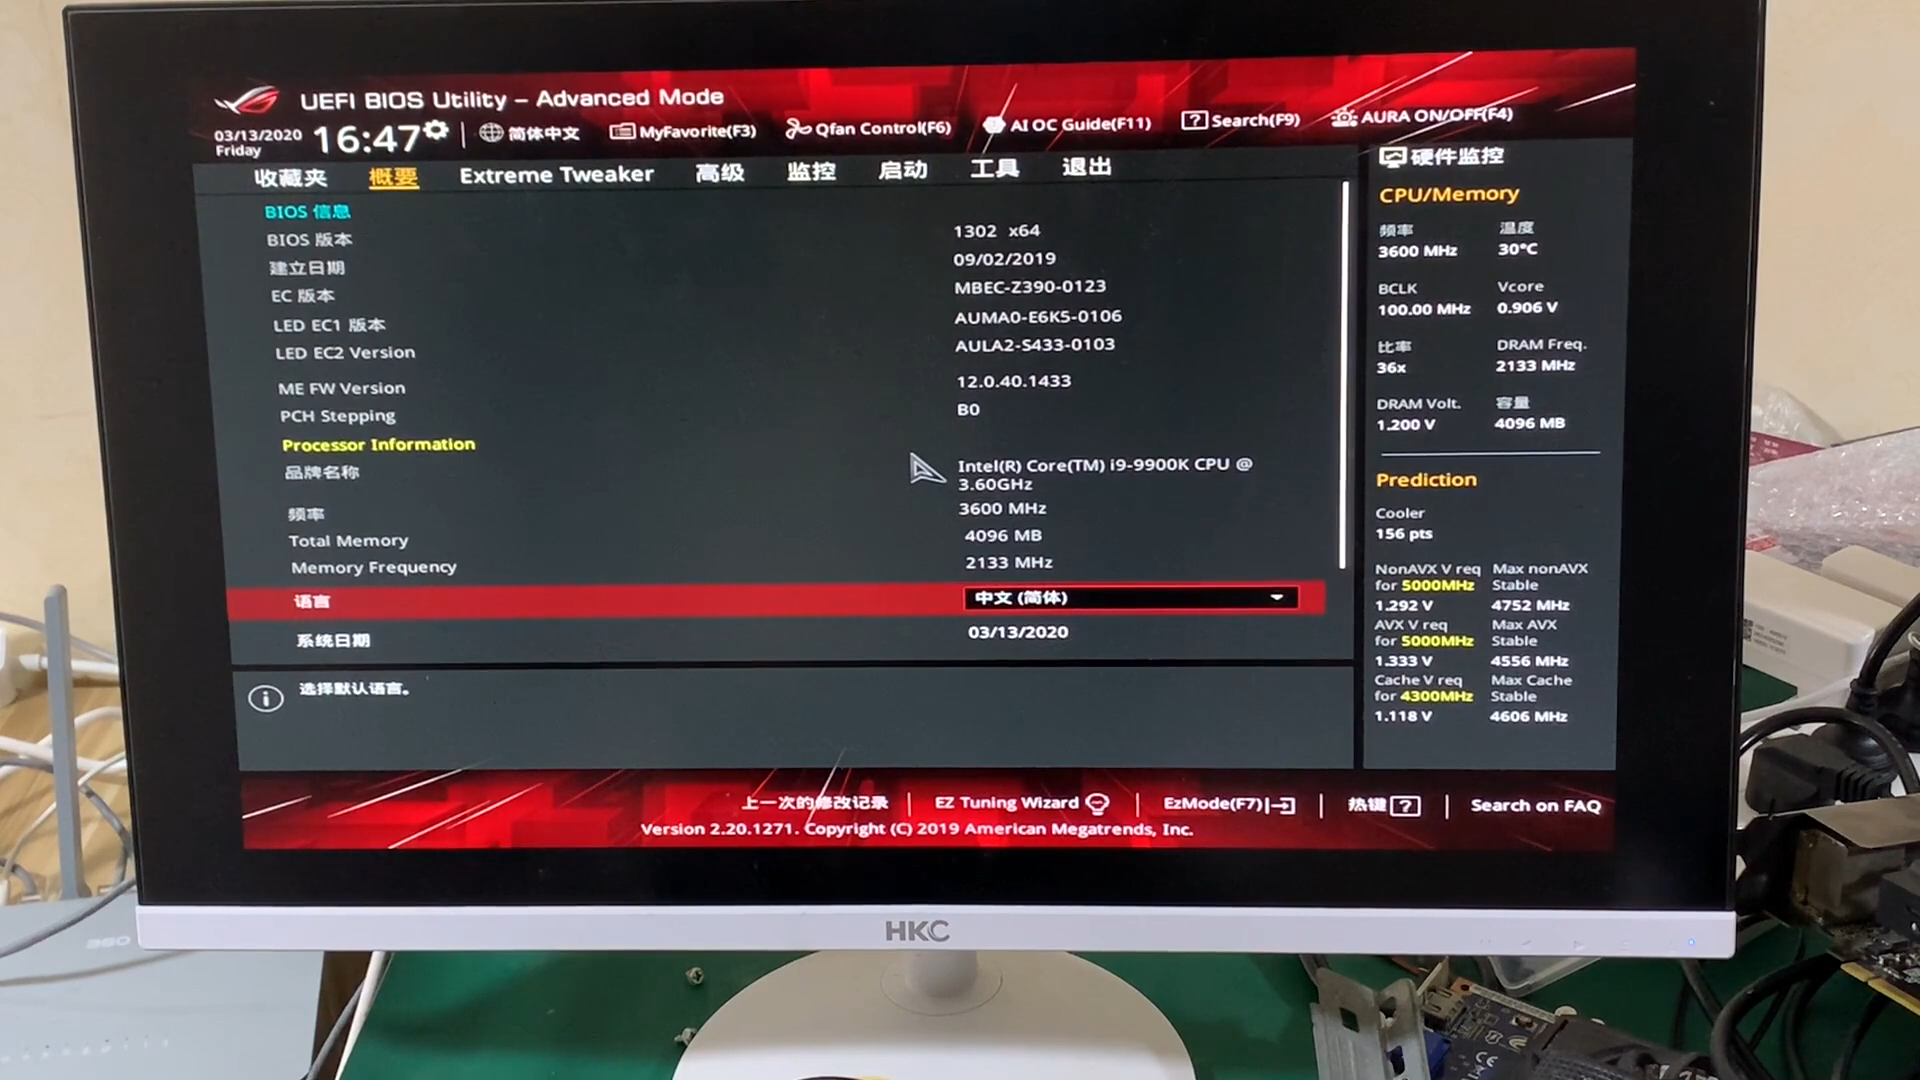 UEFI BIOS Utility – Advanced Mode
03/13/2020
Friday
16:47
简体中文
MyFavorite(F3)
Qfan Control(F6)
AI OC Guide(F11)
Search(F9)
AURA ON/OFF(F4)
收藏夹 概要 Extreme Tweaker 高级 监控 启动 工具 退出
BIOS 信息
BIOS 版本 1302 x64
建立日期 09/02/2019
EC 版本 MBEC-Z390-0123
LED EC1 版本 AUMA0-E6K5-0106
LED EC2 Version AULA2-S433-0103
ME FW Version 12.0.40.1433
PCH Stepping B0
Processor Information
品牌名称 Intel(R) Core(TM) i9-9900K CPU @
3.60GHz
频率 3600 MHz
Total Memory 4096 MB
Memory Frequency 2133 MHz
语言 中文 (简体)
系统日期 03/13/2020
选择默认语言。
硬件监控
CPU/Memory
频率 温度
3600 MHz 30°C
BCLK Vcore
100.00 MHz 0.906 V
比率 DRAM Freq.
36x 2133 MHz
DRAM Volt. 容量
1.200 V 4096 MB
Prediction
Cooler
156 pts
NonAVX V req Max nonAVX
for 5000MHz Stable
1.292 V 4752 MHz
AVX V req Max AVX
for 5000MHz Stable
1.333 V 4556 MHz
Cache V req Max Cache
for 4300MHz Stable
1.118 V 4606 MHz
上一次的修改记录 EZ Tuning Wizard EzMode(F7) 热键 ? Search on FAQ
Version 2.20.1271. Copyright (C) 2019 American Megatrends, Inc.
HKC
360
CE